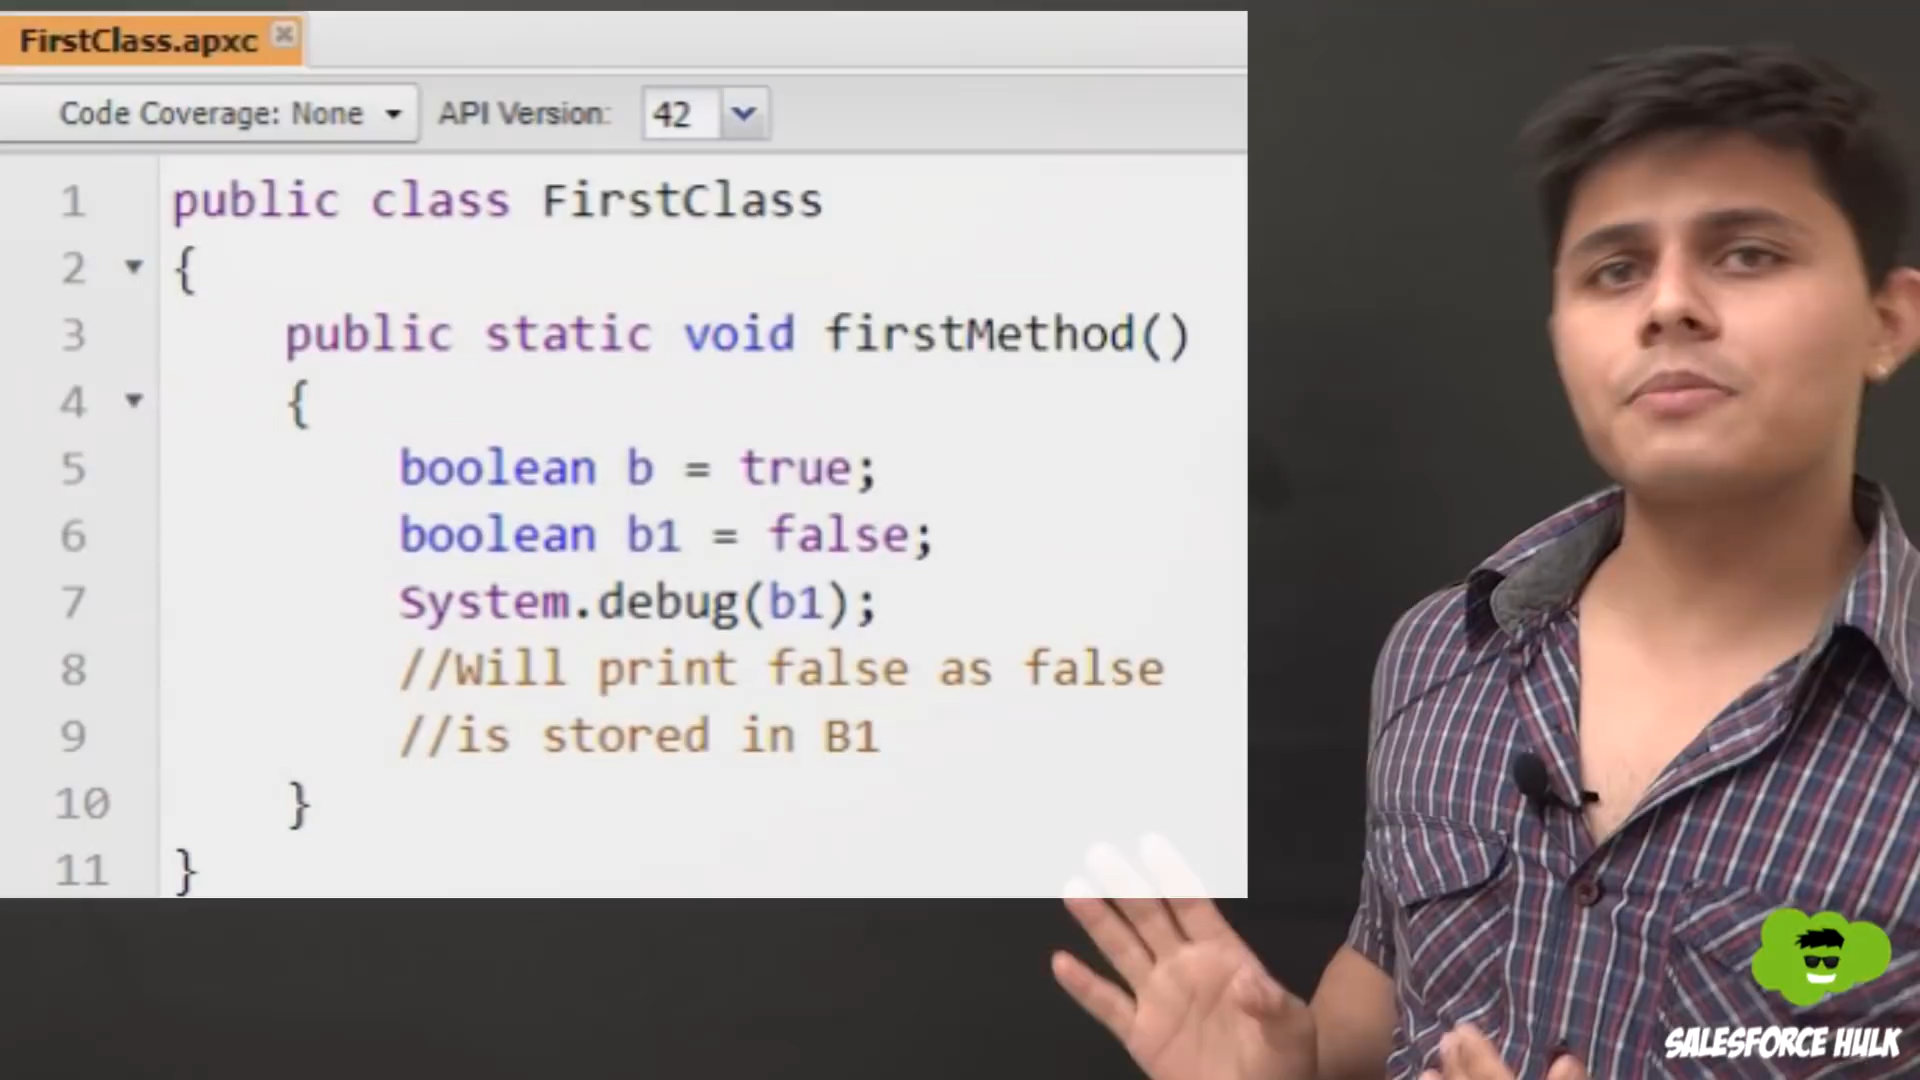 FirstClass.apxc
Code Coverage: None API Version: 42
1 public class FirstClass
2 {
3 public static void firstMethod()
4 {
5 boolean b = true;
6 boolean b1 = false;
7 System.debug(b1);
8 //Will print false as false
9 //is stored in B1
10 }
11 }
SALESFORCE HULK